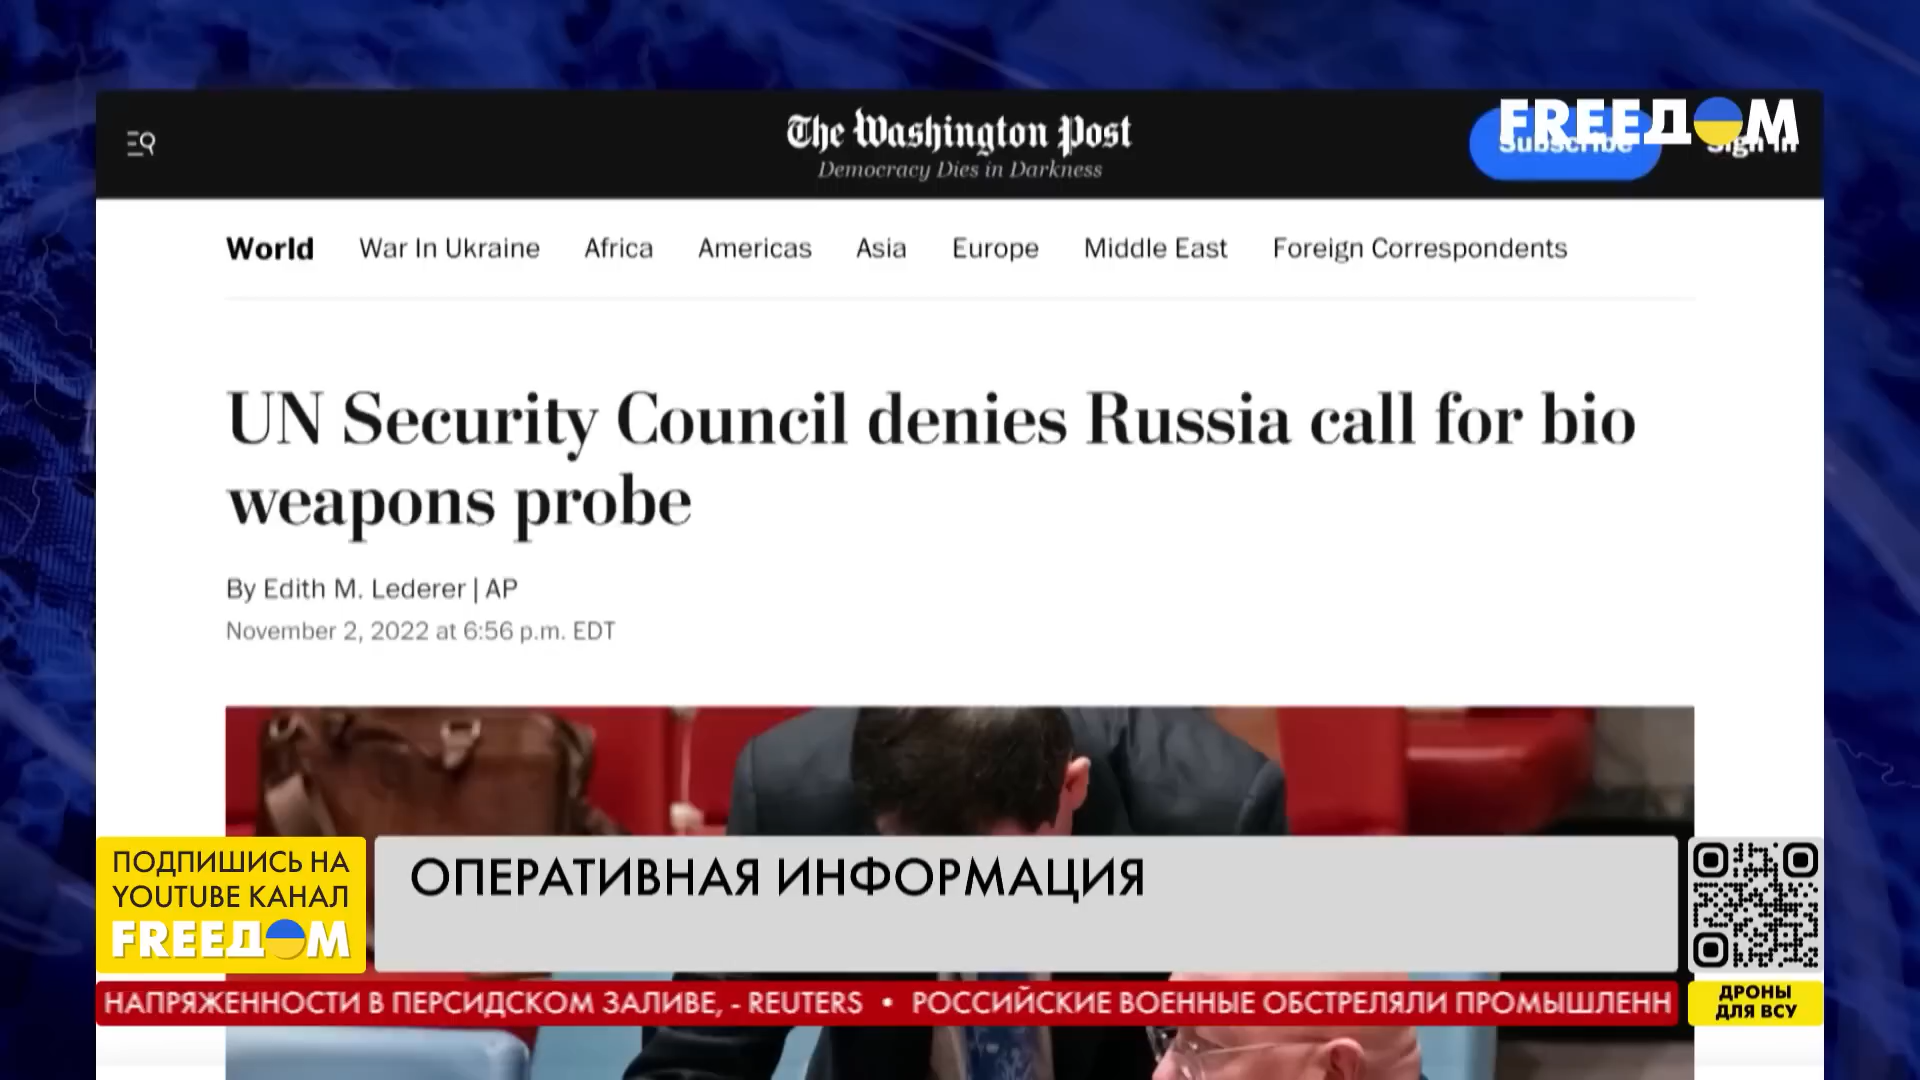 The Washington Post
Democracy Dies in Darkness
Subscribe
Sign in
FREEДOM
World War In Ukraine Africa Americas Asia Europe Middle East Foreign Correspondents
UN Security Council denies Russia call for bio
weapons probe
By Edith M. Lederer | AP
November 2, 2022 at 6:56 p.m. EDT
ПОДПИШИСЬ НА
YOUTUBE КАНАЛ
FREEДOM
ОПЕРАТИВНАЯ ИНФОРМАЦИЯ
НАПРЯЖЕННОСТИ В ПЕРСИДСКОМ ЗАЛИВЕ, - REUTERS • РОССИЙСКИЕ ВОЕННЫЕ ОБСТРЕЛЯЛИ ПРОМЫШЛЕНН
ДРОНЫ
ДЛЯ ВСУ